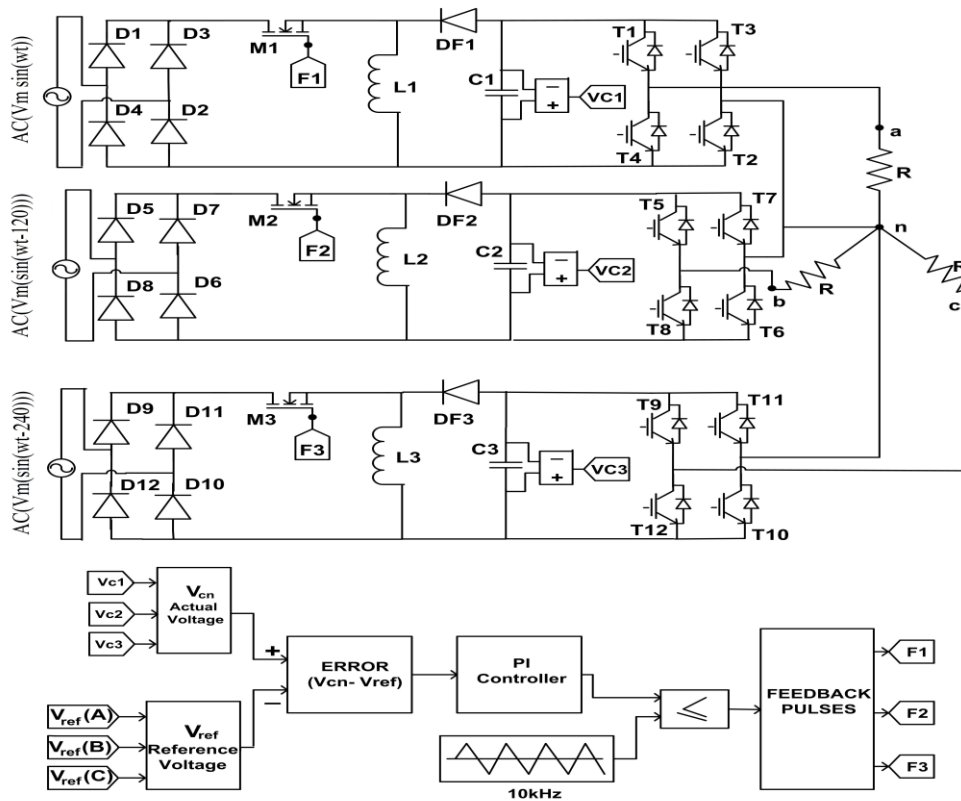 AC(Vm sin(wt))
D1
D3
D4
D2
M1
F1
L1
DF1
C1
−
+
VC1
T1
T3
T4
T2
a
R
n
AC(Vm(sin(wt-120)))
D5
D7
D8
D6
M2
F2
L2
DF2
C2
−
+
VC2
T5
T7
T8
T6
b
R
R
c
AC(Vm(sin(wt-240)))
D9
D11
D12
D10
M3
F3
L3
DF3
C3
−
+
VC3
T9
T11
T12
T10
Vc1
Vc2
Vc3
Vcn
Actual
Voltage
Vref(A)
Vref(B)
Vref(C)
Vref
Reference
Voltage
+
−
ERROR
(Vcn- Vref)
PI
Controller
10kHz
≤
FEEDBACK
PULSES
F1
F2
F3